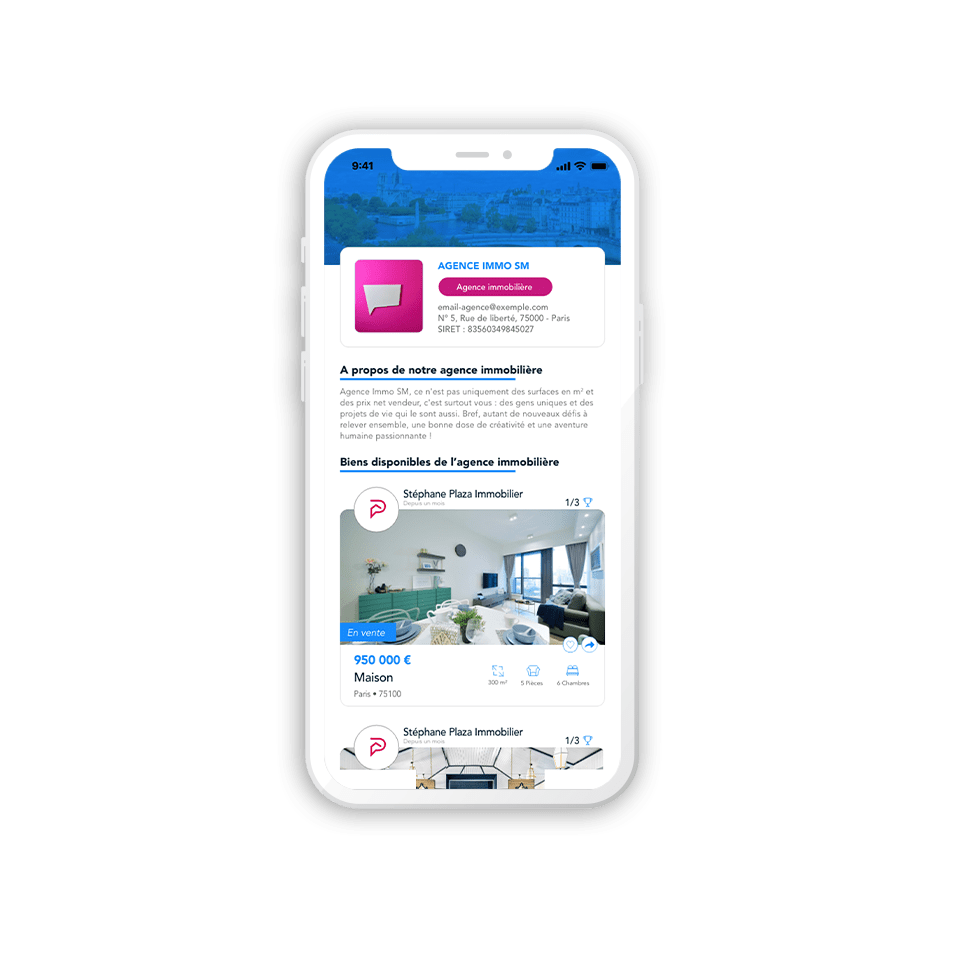 9:41
AGENCE IMMO SM
Agence immobilière
email-agence@exemple.com
N° 5, Rue de liberté, 75000 - Paris
SIRET : 83560349845027
A propos de notre agence immobilière
Agence Immo SM, ce n'est pas uniquement des surfaces en m² et
des prix net vendeur, c'est surtout vous : des gens uniques et des
projets de vie qui le sont aussi. Bref, autant de nouveaux défis à
relever ensemble, une bonne dose de créativité et une aventure
humaine passionnante !
Biens disponibles de l'agence immobilière
Stéphane Plaza Immobilier
Depuis un mois
1/3
En vente
950 000 €
Maison
Paris • 75100
300 m²
5 Pièces
6 Chambres
Stéphane Plaza Immobilier
Depuis un mois
1/3